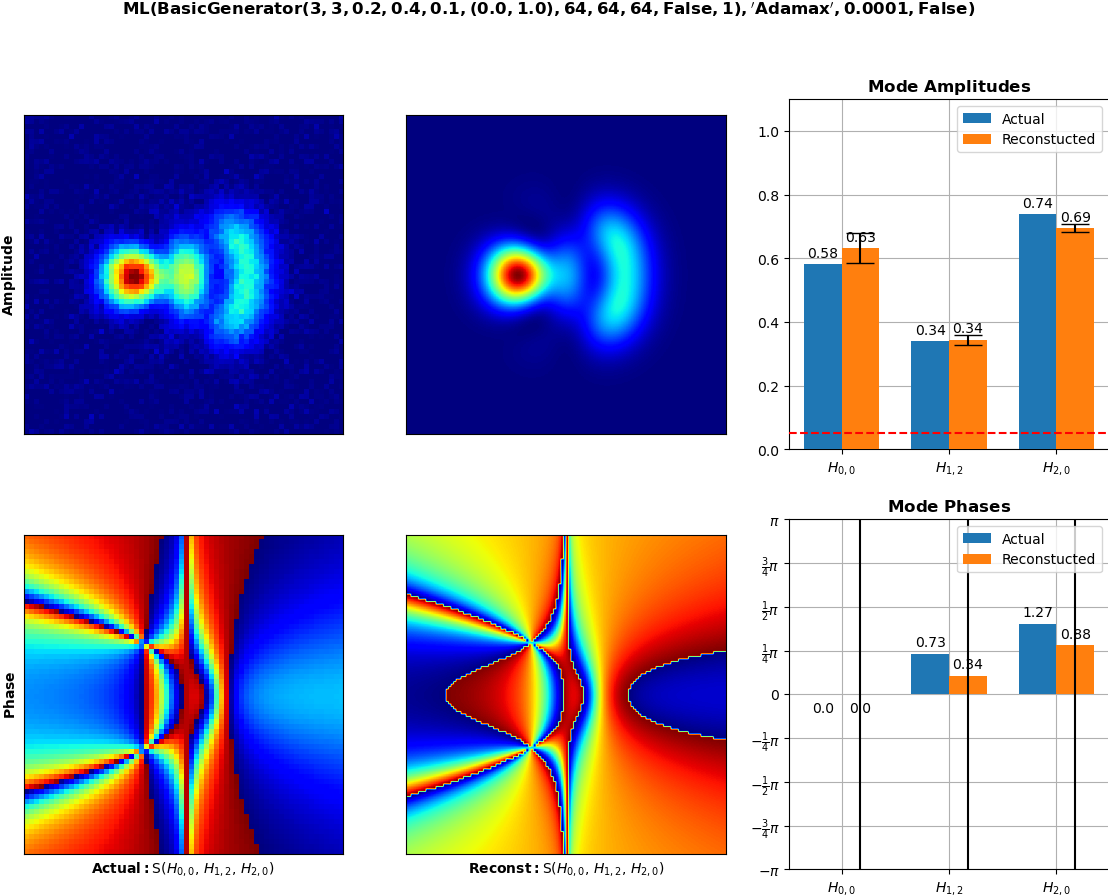 ML(BasicGenerator(3, 3, 0.2, 0.4, 0.1, (0.0, 1.0), 64, 64, 64, False, 1), ′Adamax′, 0.0001, False)
Amplitude
Mode Amplitudes
Actual
Reconstucted
1.0
0.8
0.6
0.4
0.2
0.0
0.58
0.63
0.34
0.34
0.74
0.69
H0, 0
H1, 2
H2, 0
Phase
Actual: S(H0, 0, H1, 2, H2, 0)
Reconst: S(H0, 0, H1, 2, H2, 0)
Mode Phases
Actual
Reconstucted
π
3/4π
1/2π
1/4π
0
−1/4π
−1/2π
−3/4π
−π
0.0
0.0
0.73
0.34
1.27
0.88
H0, 0
H1, 2
H2, 0